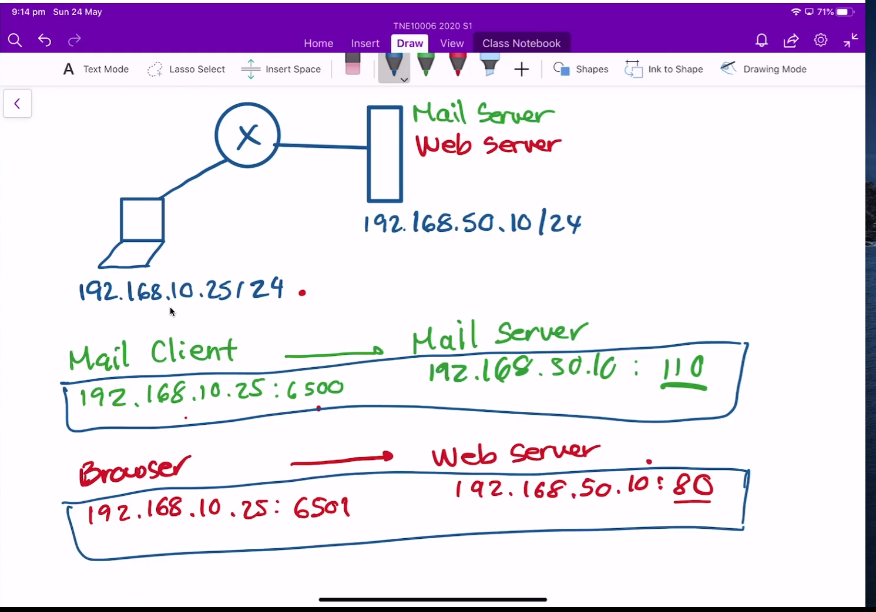 9:14 pm Sun 24 May
71%
TNE10006 2020 S1
Home Insert Draw View Class Notebook
A Text Mode Lasso Select Insert Space Shapes Ink to Shape Drawing Mode
X
Mail Server
Web Server
192.168.50.10/24
192.168.10.25/24
Mail Client
Mail Server
192.168.10.25:6500
192.168.50.10 : 110
Browser
Web Server
192.168.10.25: 6501
192.168.50.10: 80